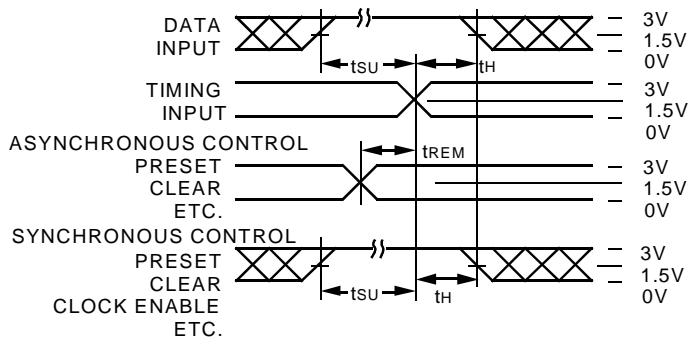 DATA
INPUT
3V
1.5V
0V
tSU
tH
TIMING
INPUT
3V
1.5V
0V
ASYNCHRONOUS CONTROL
tREM
PRESET
CLEAR
ETC.
3V
1.5V
0V
SYNCHRONOUS CONTROL
PRESET
CLEAR
CLOCK ENABLE
ETC.
3V
1.5V
0V
tSU
tH